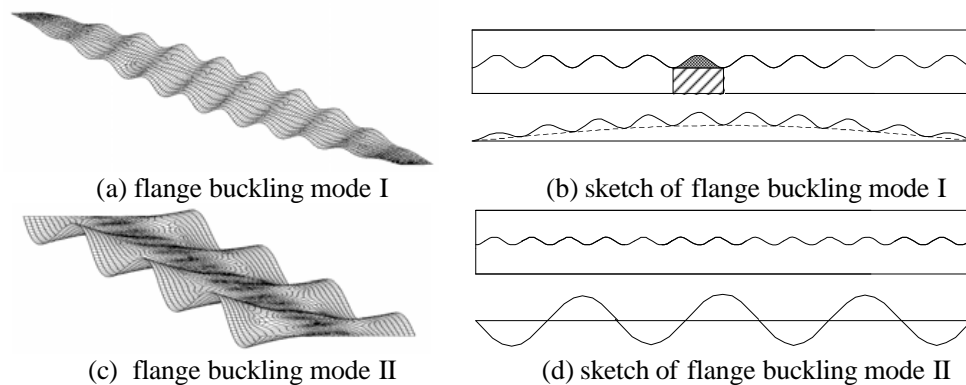 (a) flange buckling mode Ⅰ
(b) sketch of flange buckling mode Ⅰ
(c) flange buckling mode Ⅱ
(d) sketch of flange buckling mode Ⅱ